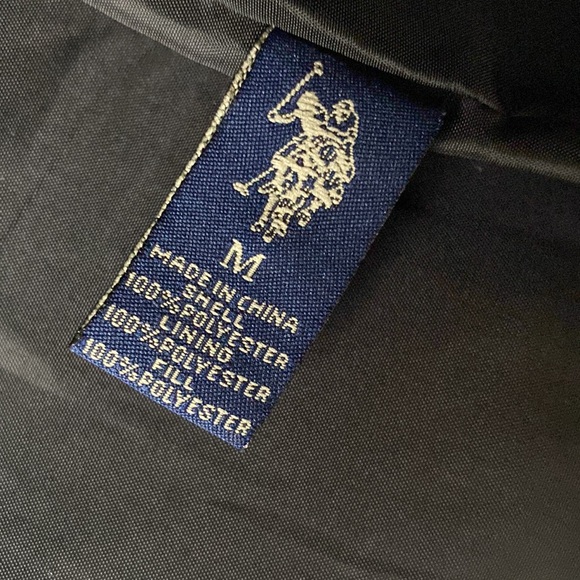 M
MADE IN CHINA
SHELL
100% POLYESTER
LINING
100% POLYESTER
FILL
100% POLYESTER